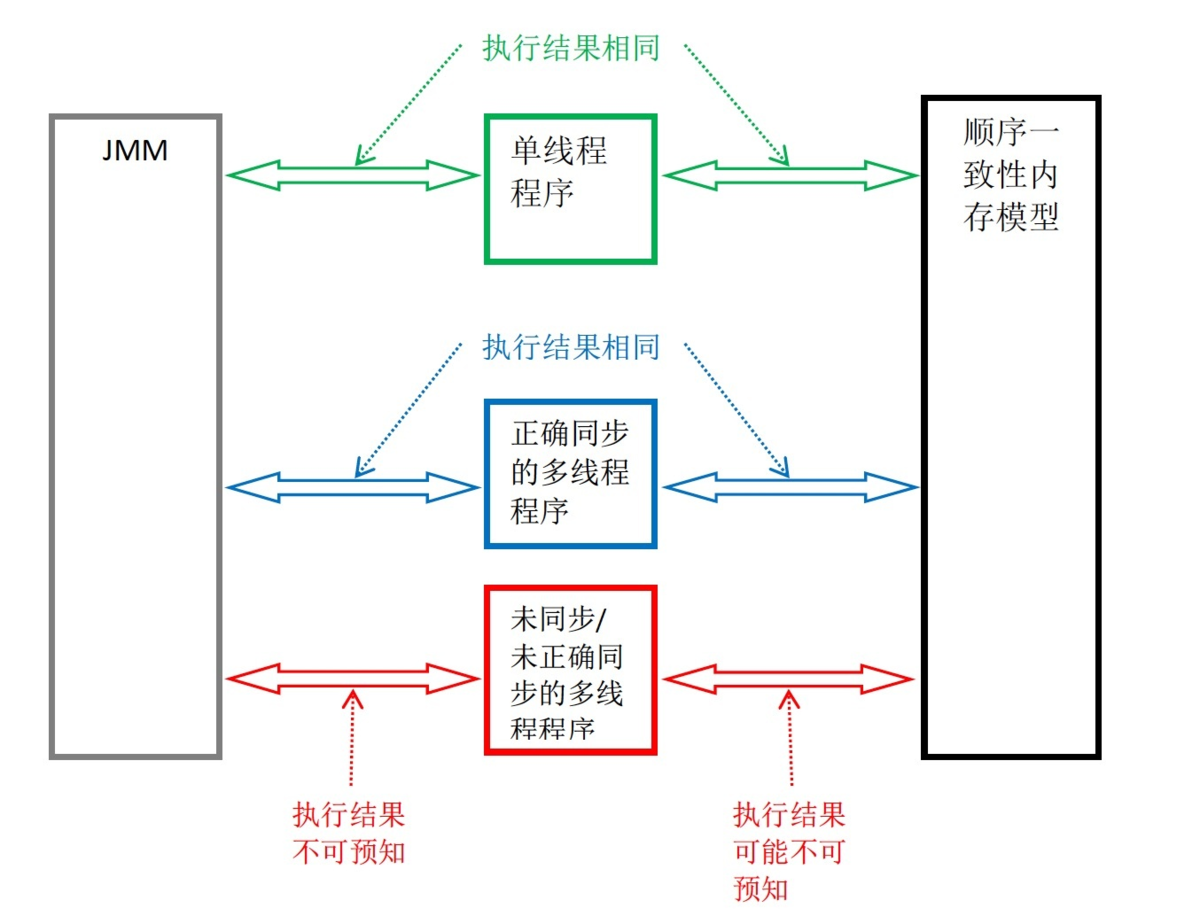 执行结果相同
JMM
单线程
程序
顺序一
致性内
存模型
执行结果相同
正确同步
的多线程
程序
未同步/
未正确同
步的多线
程程序
执行结果
不可预知
执行结果
可能不可
预知